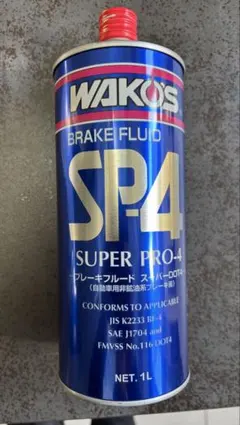 WAKO'S
BRAKE FLUID
SP-4
SUPER PRO-4
ブレーキフルード スーパーDOT4
(自動車用非鉱油系ブレーキ液)
CONFORMS TO APPLICABLE
JIS K2233 BF-4
SAE J1704 and
FMVSS No.116 DOT4
NET. 1L